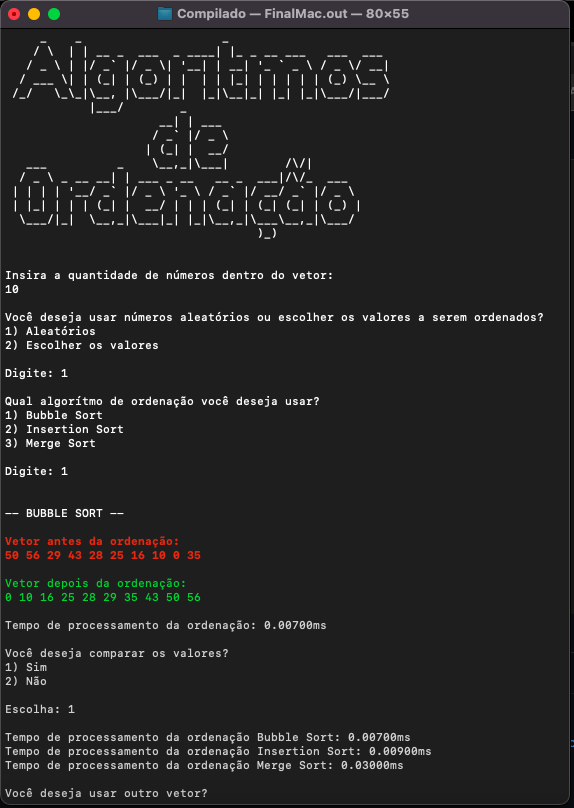 Compilado — FinalMac.out — 80×55
Algoritmos
de
Ordenação
Insira a quantidade de números dentro do vetor:
10
Você deseja usar números aleatórios ou escolher os valores a serem ordenados?
1) Aleatórios
2) Escolher os valores
Digite: 1
Qual algorítmo de ordenação você deseja usar?
1) Bubble Sort
2) Insertion Sort
3) Merge Sort
Digite: 1
—— BUBBLE SORT ——
Vetor antes da ordenação:
50 56 29 43 28 25 16 10 0 35
Vetor depois da ordenação:
0 10 16 25 28 29 35 43 50 56
Tempo de processamento da ordenação: 0.00700ms
Você deseja comparar os valores?
1) Sim
2) Não
Escolha: 1
Tempo de processamento da ordenação Bubble Sort: 0.00700ms
Tempo de processamento da ordenação Insertion Sort: 0.00900ms
Tempo de processamento da ordenação Merge Sort: 0.03000ms
Você deseja usar outro vetor?